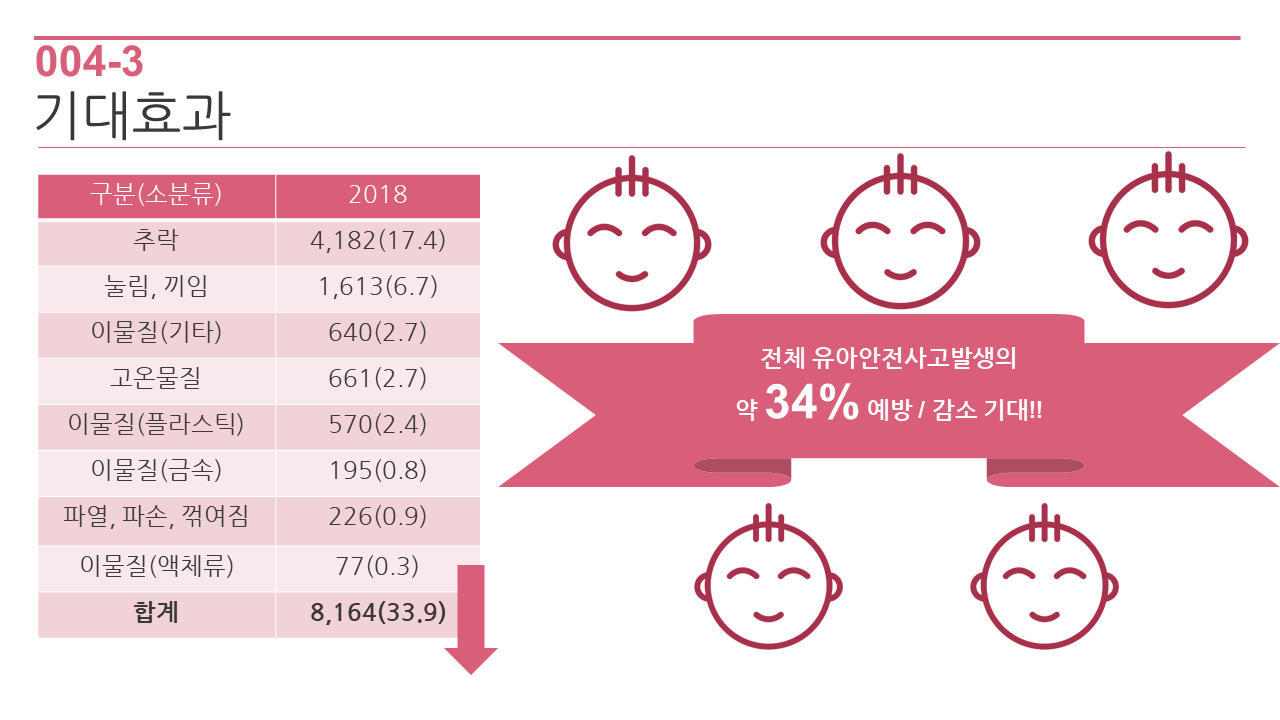 004-3
기대효과
구분(소분류) 2018
추락 4,182(17.4)
눌림, 끼임 1,613(6.7)
이물질(기타) 640(2.7)
고온물질 661(2.7)
이물질(플라스틱) 570(2.4)
이물질(금속) 195(0.8)
파열, 파손, 꺾여짐 226(0.9)
이물질(액체류) 77(0.3)
합계 8,164(33.9)
전체 유아안전사고발생의
약 34% 예방 / 감소 기대!!